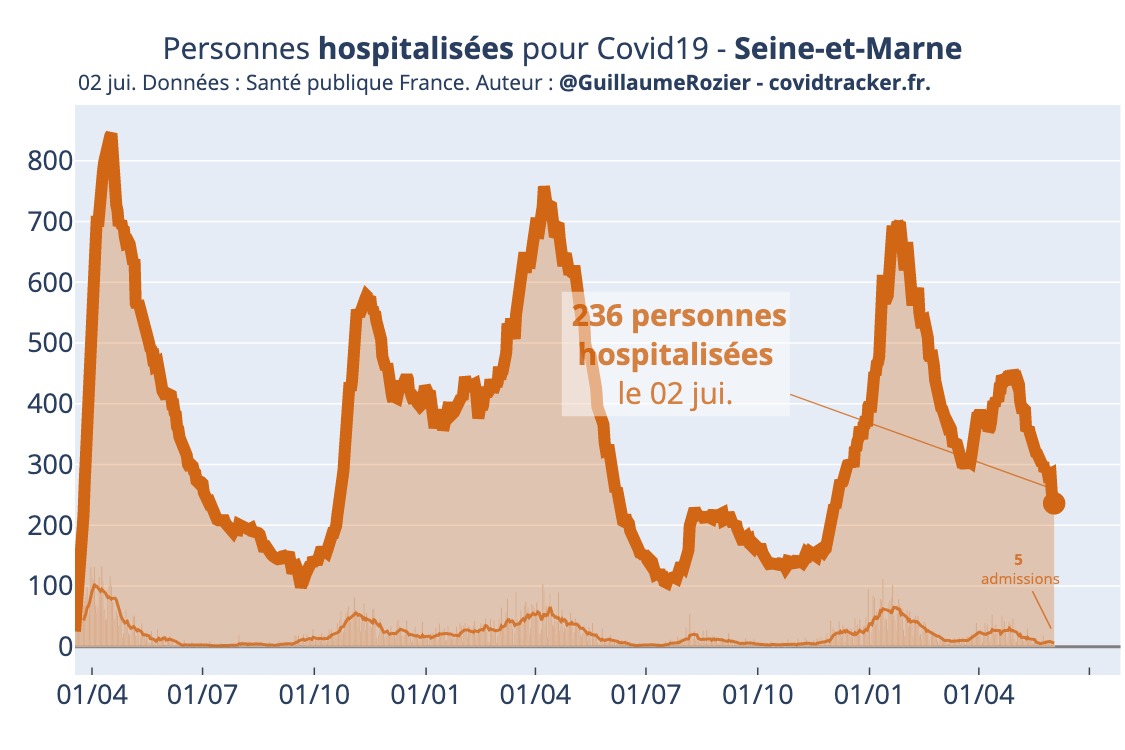 Personnes hospitalisées pour Covid19 - Seine-et-Marne
02 jui. Données : Santé publique France. Auteur : @GuillaumeRozier - covidtracker.fr.
800
700
600
500
400
300
200
100
0
236 personnes
hospitalisées
le 02 jui.
5
admissions
01/04 01/07 01/10 01/01 01/04 01/07 01/10 01/01 01/04